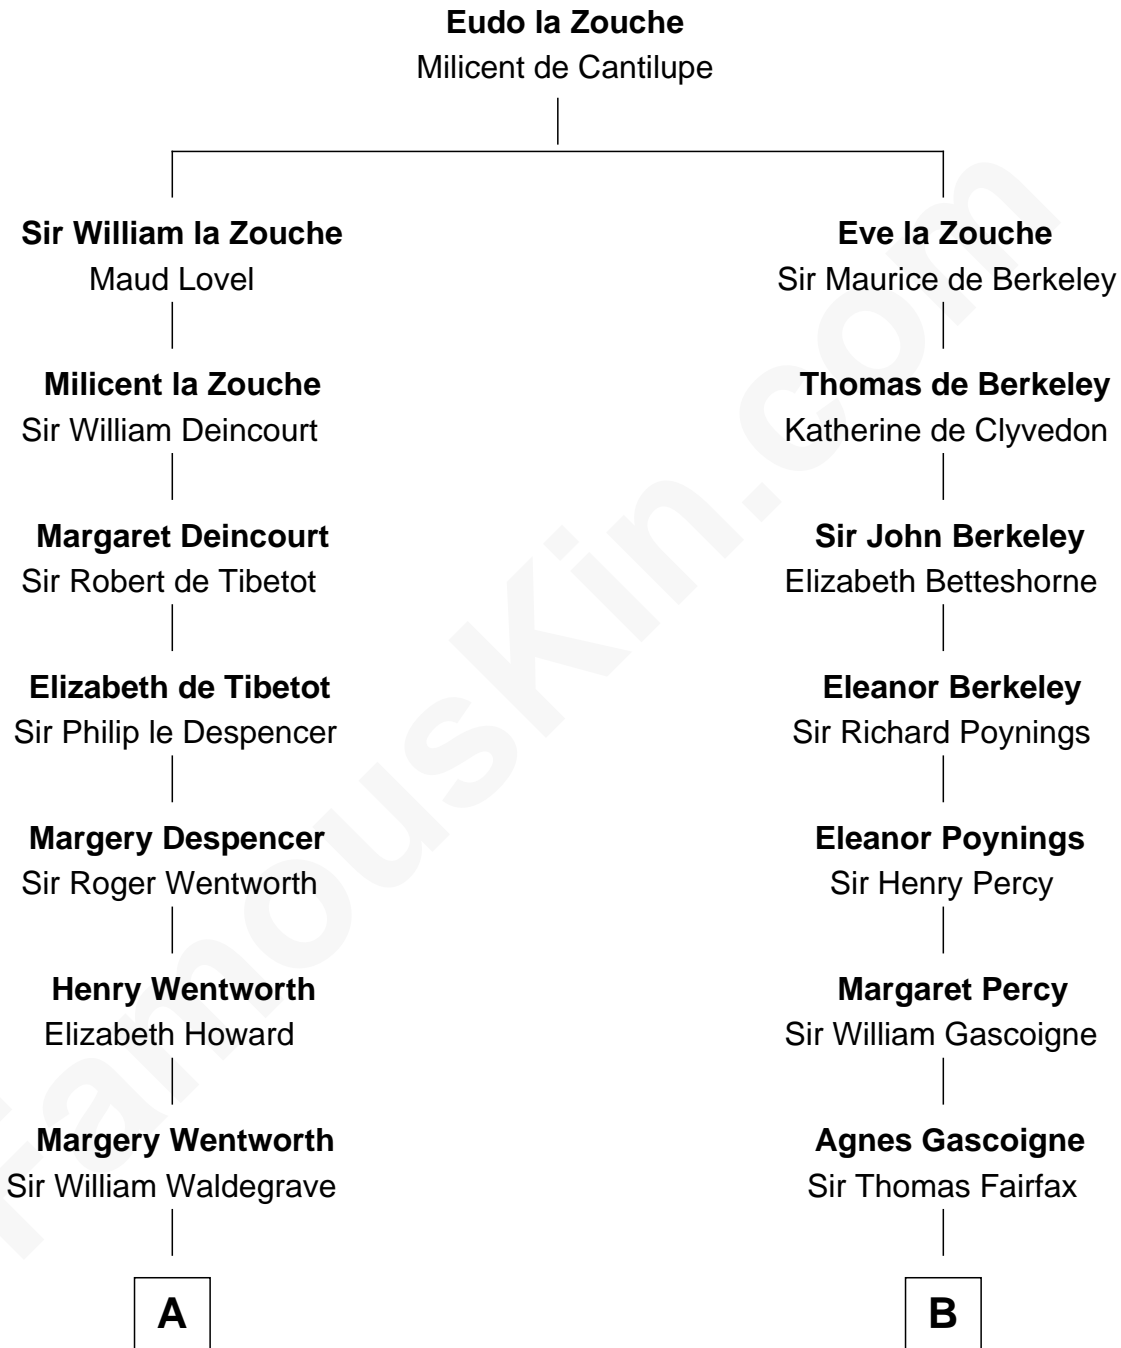 Eudo la Zouche
Milicent de Cantilupe
Sir William la Zouche
Maud Lovel
Eve la Zouche
Sir Maurice de Berkeley
Milicent la Zouche
Sir William Deincourt
Thomas de Berkeley
Katherine de Clyvedon
Margaret Deincourt
Sir Robert de Tibetot
Sir John Berkeley
Elizabeth Betteshorne
Elizabeth de Tibetot
Sir Philip le Despencer
Eleanor Berkeley
Sir Richard Poynings
Margery Despencer
Sir Roger Wentworth
Eleanor Poynings
Sir Henry Percy
Henry Wentworth
Elizabeth Howard
Margaret Percy
Sir William Gascoigne
Margery Wentworth
Sir William Waldegrave
Agnes Gascoigne
Sir Thomas Fairfax
A
B
FamousKin.com